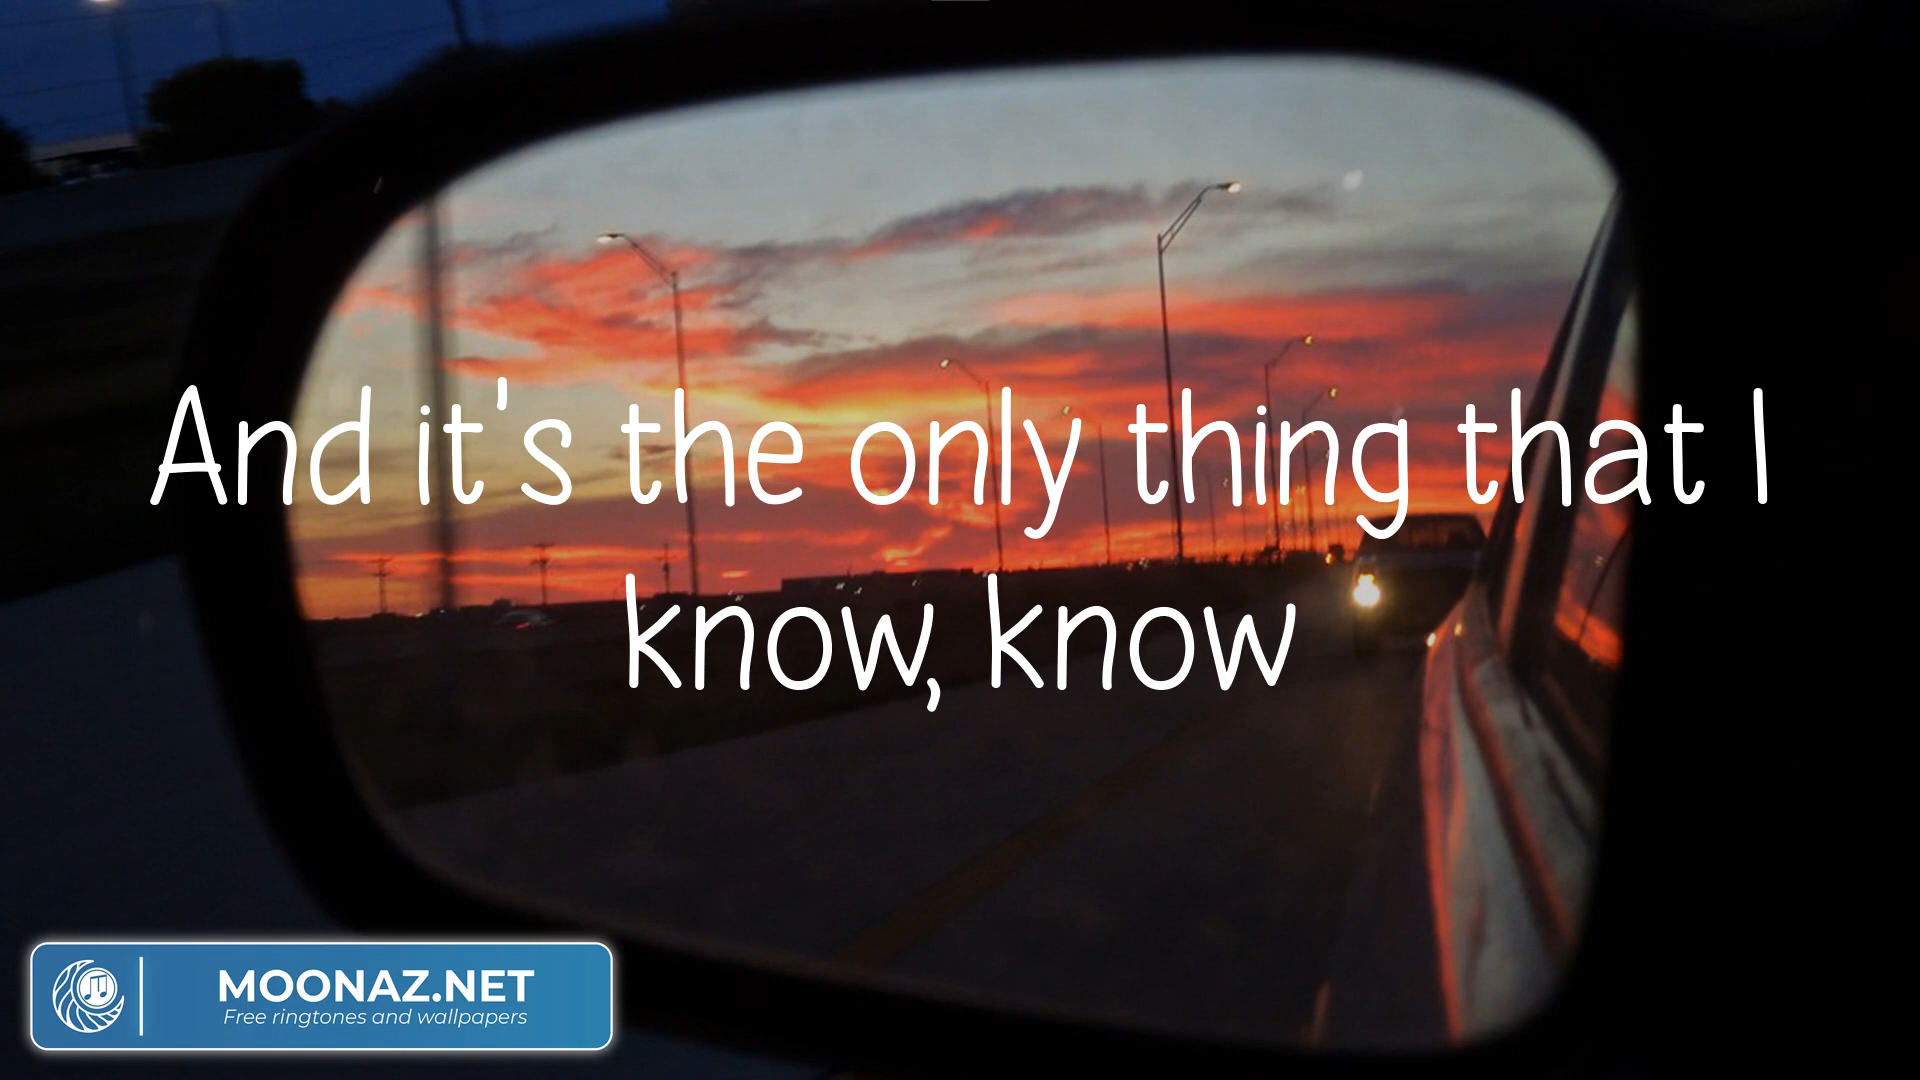 And it's the only thing that I
know, know
MOONAZ.NET
Free ringtones and wallpapers